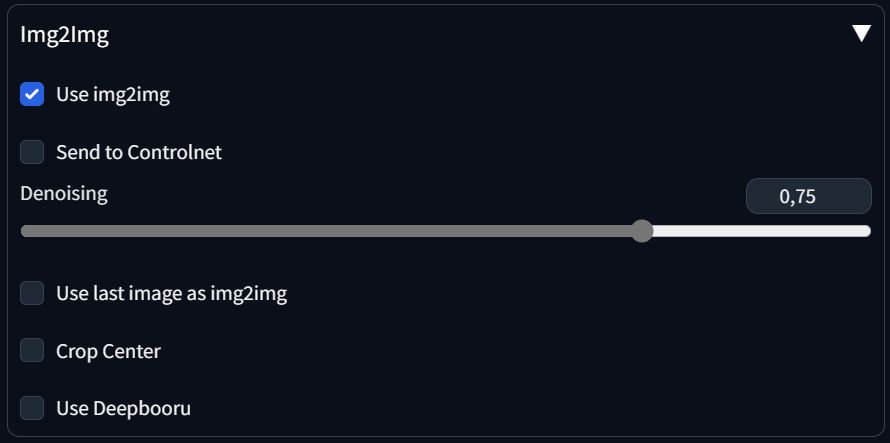 Img2Img
Use img2img
Send to Controlnet
Denoising
0,75
Use last image as img2img
Crop Center
Use Deepbooru